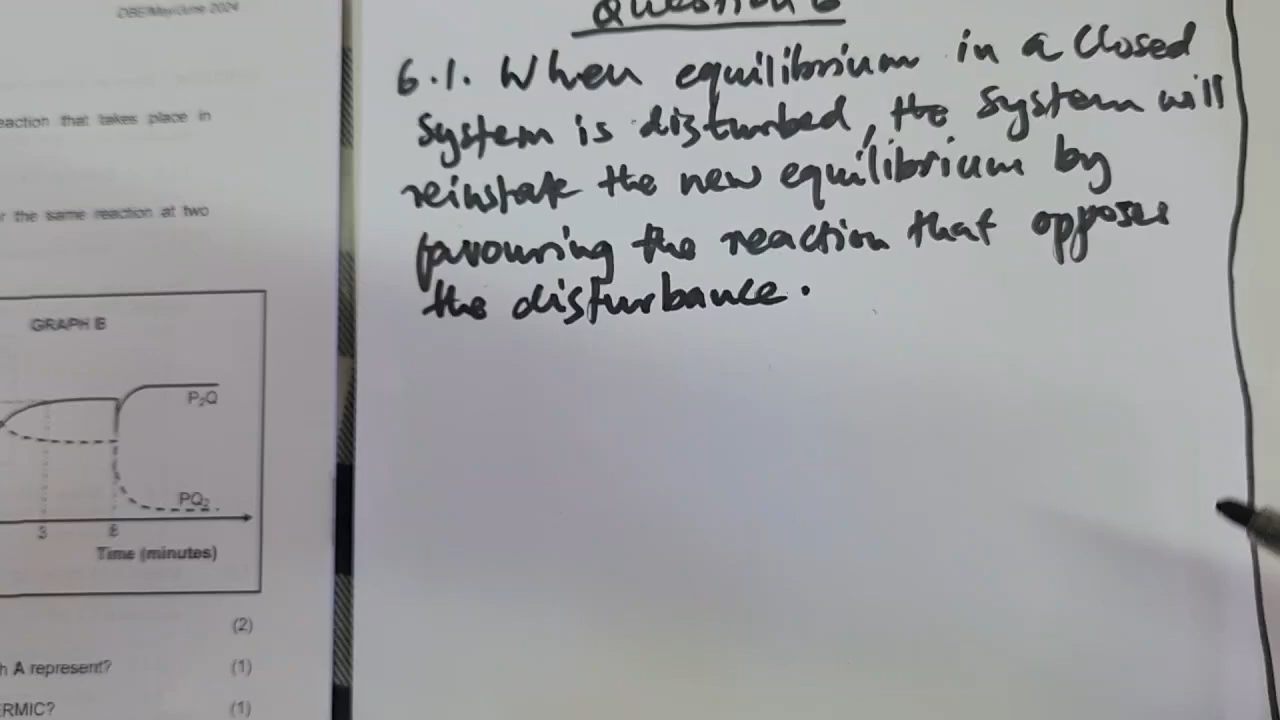 DBE/May/June 2024
eaction that takes place in
r the same reaction at two
GRAPH B
P₂Q
PQ₂
3
6
Time (minutes)
(2)
h A represent?
(1)
ERMIC?
(1)
Question 6
6.1. When equilibrium in a closed
system is disturbed, the system will
reinstate the new equilibrium by
favouring the reaction that opposes
the disturbance.